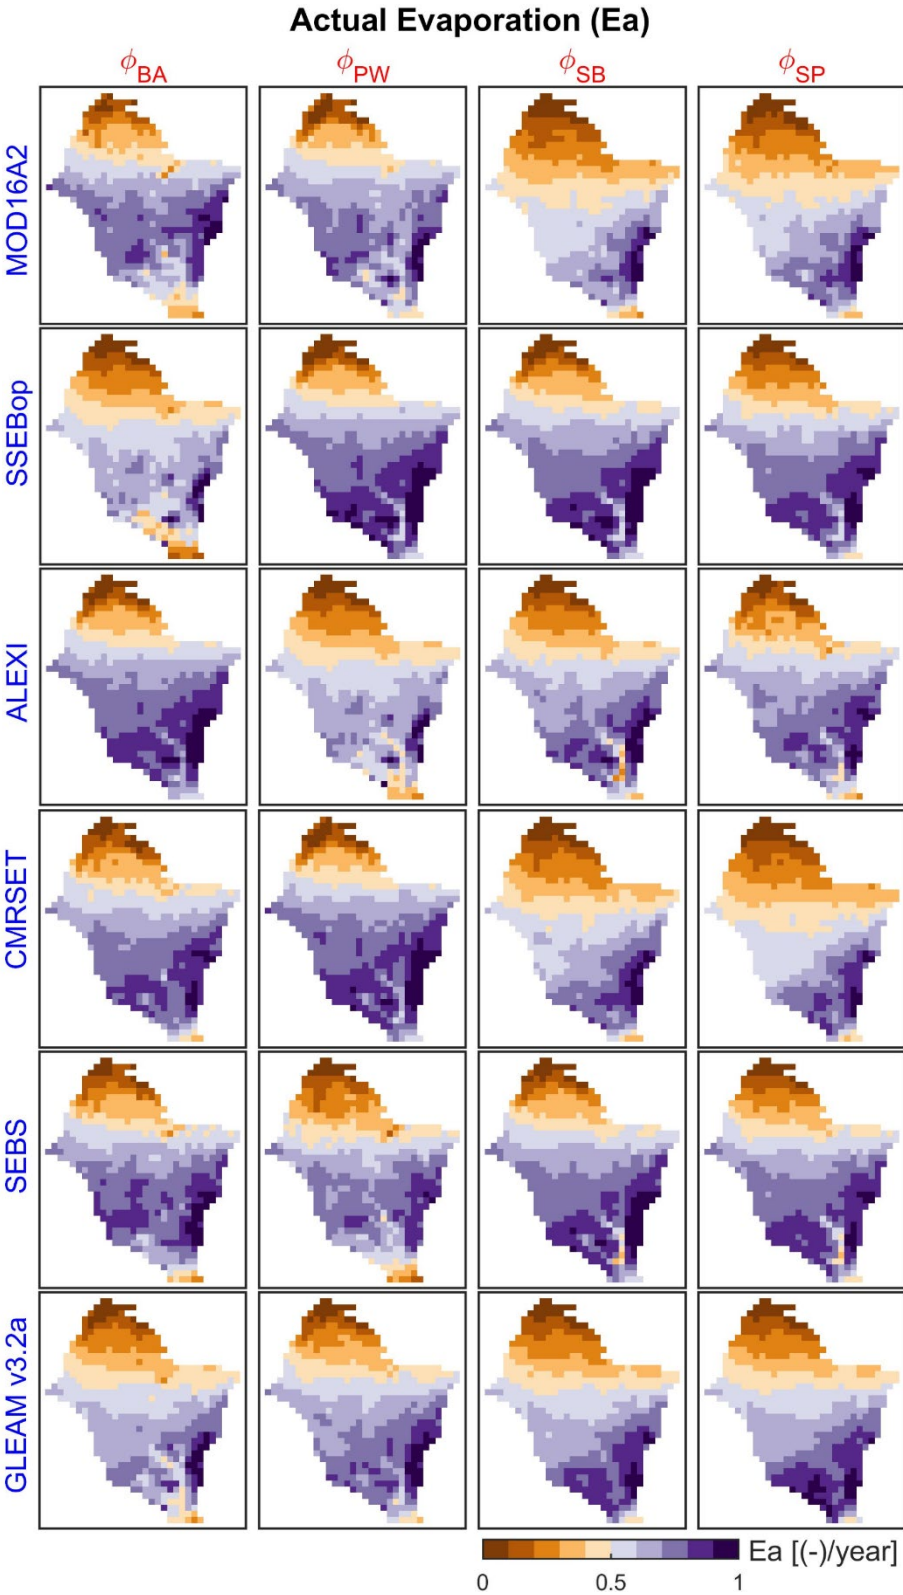 Actual Evaporation (Ea)
ϕBA ϕPW ϕSB ϕSP
MOD16A2
SSEBop
ALEXI
CMRSET
SEBS
GLEAM v3.2a
Ea [(-)/year]
0 0.5 1